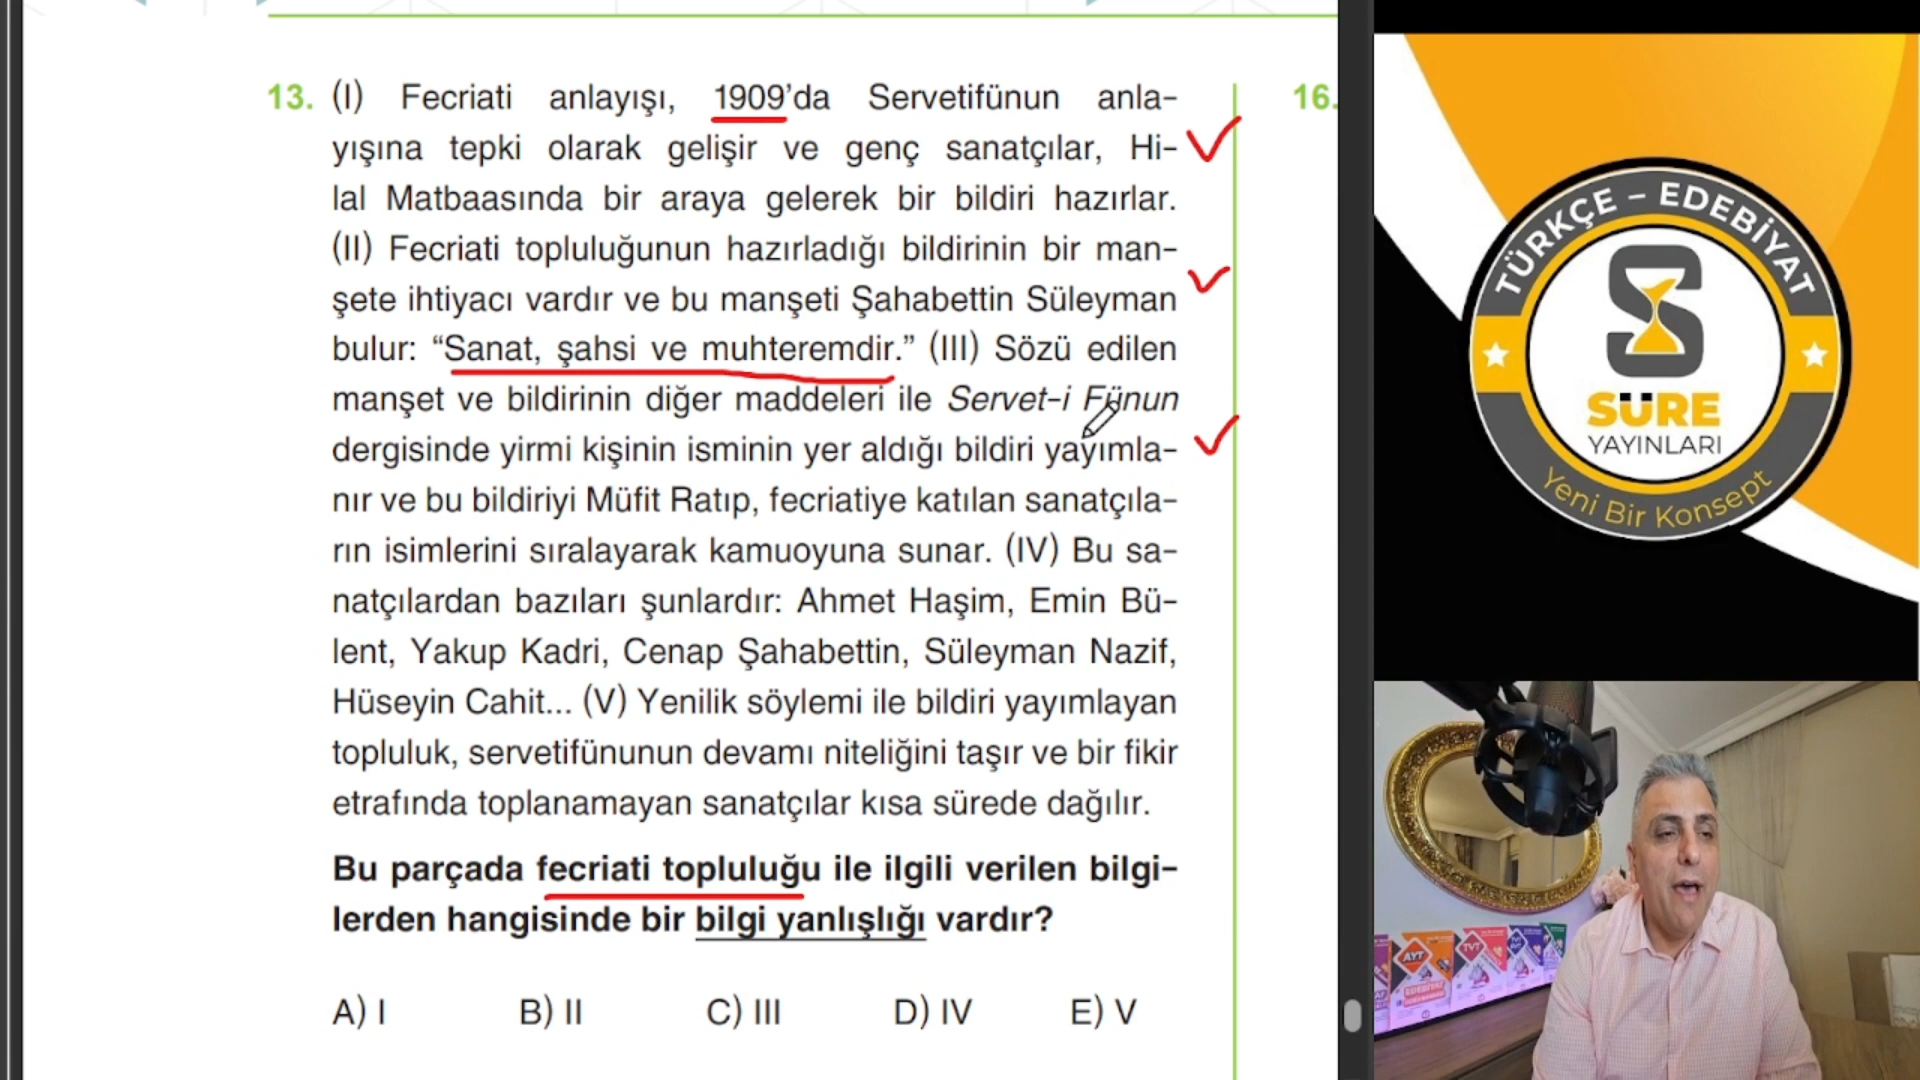 13. (I) Fecriati anlayışı, 1909’da Servetifünun anla-
yışına tepki olarak gelişir ve genç sanatçılar, Hi-
lal Matbaasında bir araya gelerek bir bildiri hazırlar.
(II) Fecriati topluluğunun hazırladığı bildirinin bir man-
şete ihtiyacı vardır ve bu manşeti Şahabettin Süleyman
bulur: “Sanat, şahsi ve muhteremdir.” (III) Sözü edilen
manşet ve bildirinin diğer maddeleri ile Servet-i Fünun
dergisinde yirmi kişinin isminin yer aldığı bildiri yayımla-
nır ve bu bildiriyi Müfit Ratıp, fecriatiye katılan sanatçıla-
rın isimlerini sıralayarak kamuoyuna sunar. (IV) Bu sa-
natçılardan bazıları şunlardır: Ahmet Haşim, Emin Bü-
lent, Yakup Kadri, Cenap Şahabettin, Süleyman Nazif,
Hüseyin Cahit... (V) Yenilik söylemi ile bildiri yayımlayan
topluluk, servetifünunun devamı niteliğini taşır ve bir fikir
etrafında toplanamayan sanatçılar kısa sürede dağılır.
Bu parçada fecriati topluluğu ile ilgili verilen bilgi-
lerden hangisinde bir bilgi yanlışlığı vardır?
A) I B) II C) III D) IV E) V
16.
TÜRKÇE – EDEBİYAT
S
SÜRE
YAYINLARI
Yeni Bir Konsept
AYT
TYT